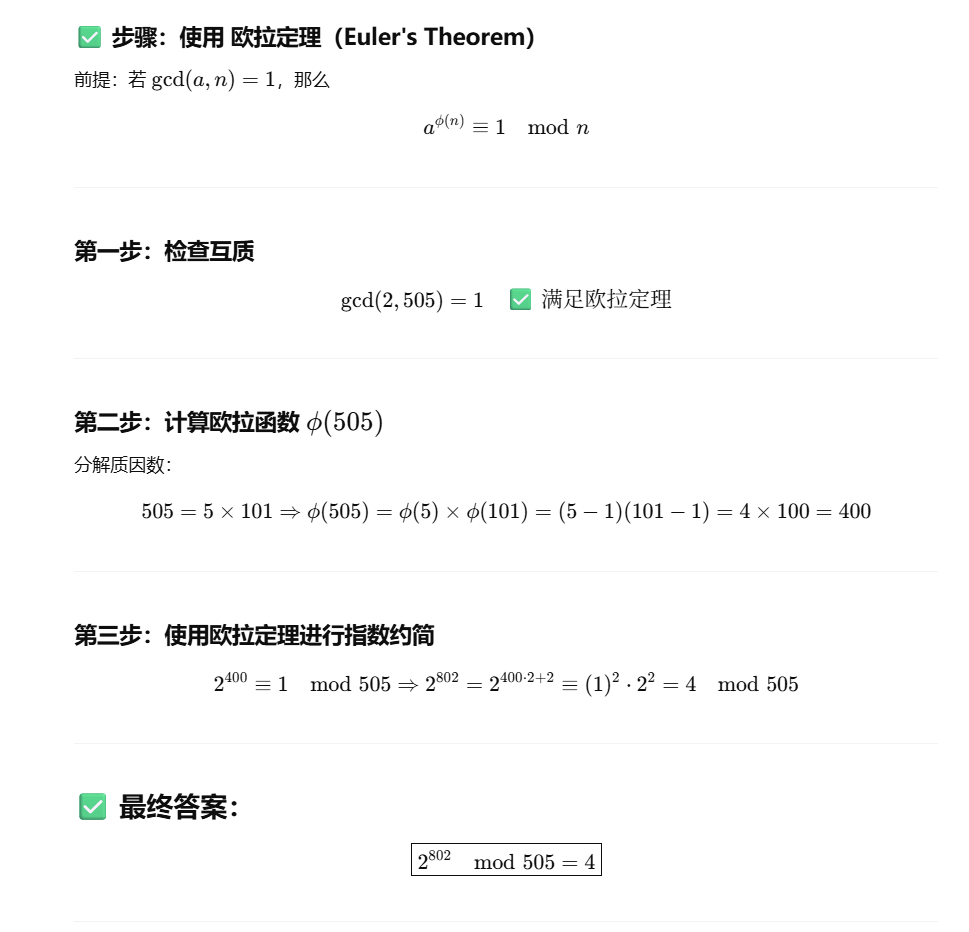 ✅ 步骤：使用 欧拉定理（Euler's Theorem）
前提：若 gcd(a, n) = 1，那么
a^{ϕ(n)} ≡ 1 mod n
第一步：检查互质
gcd(2, 505) = 1 ✅ 满足欧拉定理
第二步：计算欧拉函数 ϕ(505)
分解质因数：
505 = 5 × 101 ⇒ ϕ(505) = ϕ(5) × ϕ(101) = (5 − 1)(101 − 1) = 4 × 100 = 400
第三步：使用欧拉定理进行指数约简
2^{400} ≡ 1 mod 505 ⇒ 2^{802} = 2^{400·2+2} ≡ (1)^2 · 2^2 = 4 mod 505
✅ 最终答案：
2^{802} mod 505 = 4